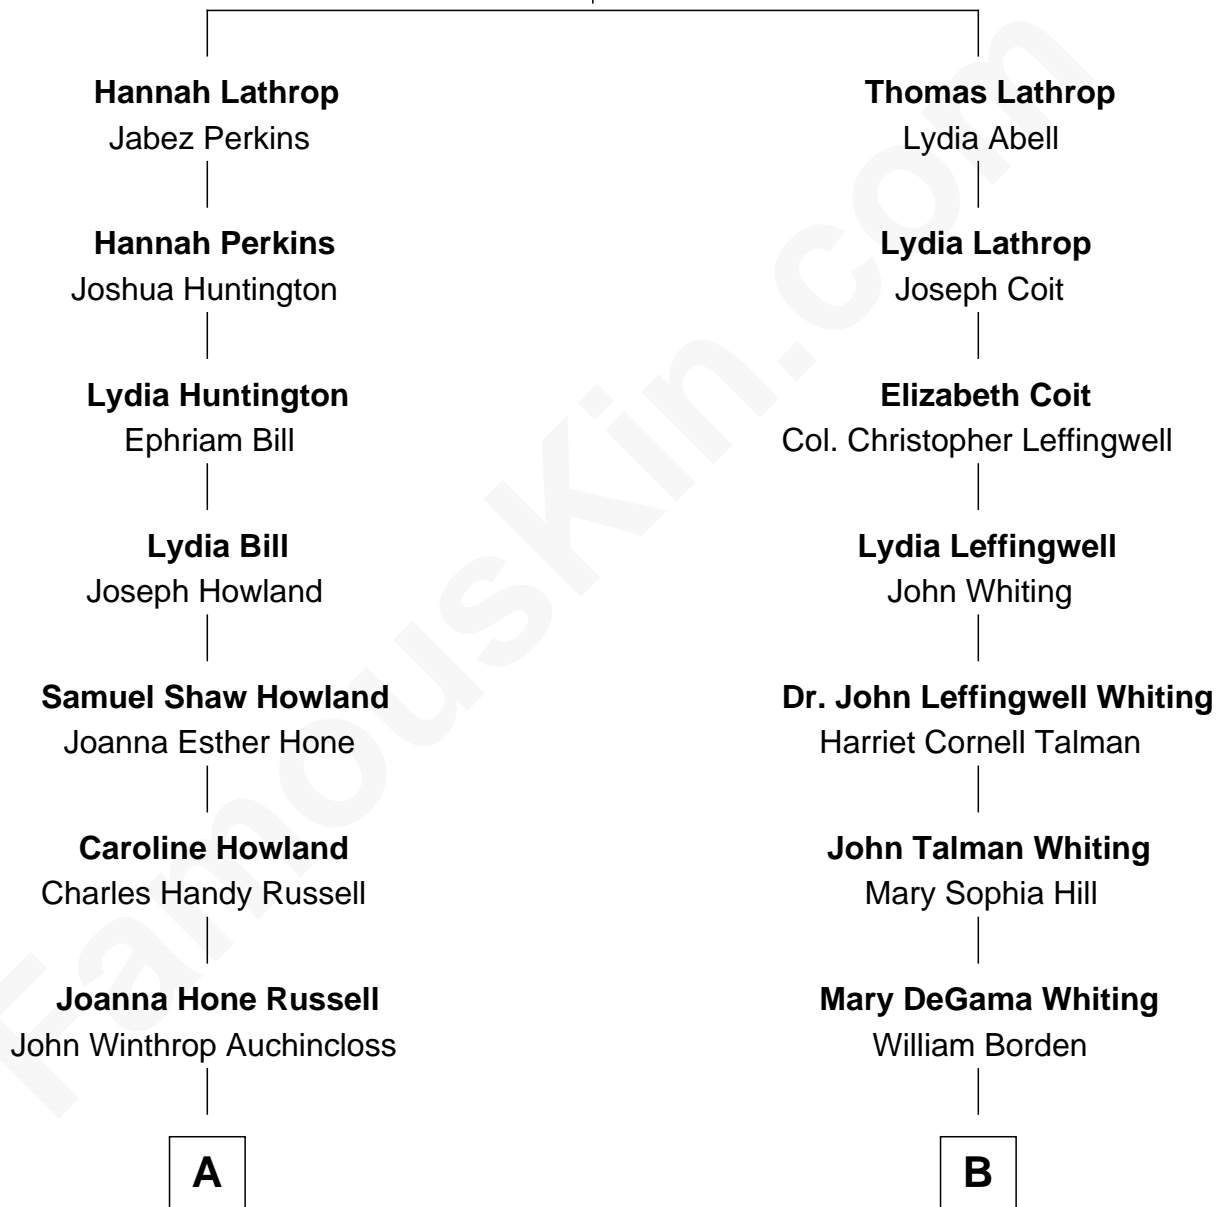 Hannah Lathrop
Jabez Perkins
Hannah Perkins
Joshua Huntington
Lydia Huntington
Ephriam Bill
Lydia Bill
Joseph Howland
Samuel Shaw Howland
Joanna Esther Hone
Caroline Howland
Charles Handy Russell
Joanna Hone Russell
John Winthrop Auchincloss
A
Thomas Lathrop
Lydia Abell
Lydia Lathrop
Joseph Coit
Elizabeth Coit
Col. Christopher Leffingwell
Lydia Leffingwell
John Whiting
Dr. John Leffingwell Whiting
Harriet Cornell Talman
John Talman Whiting
Mary Sophia Hill
Mary DeGama Whiting
William Borden
B
FamousKin.com